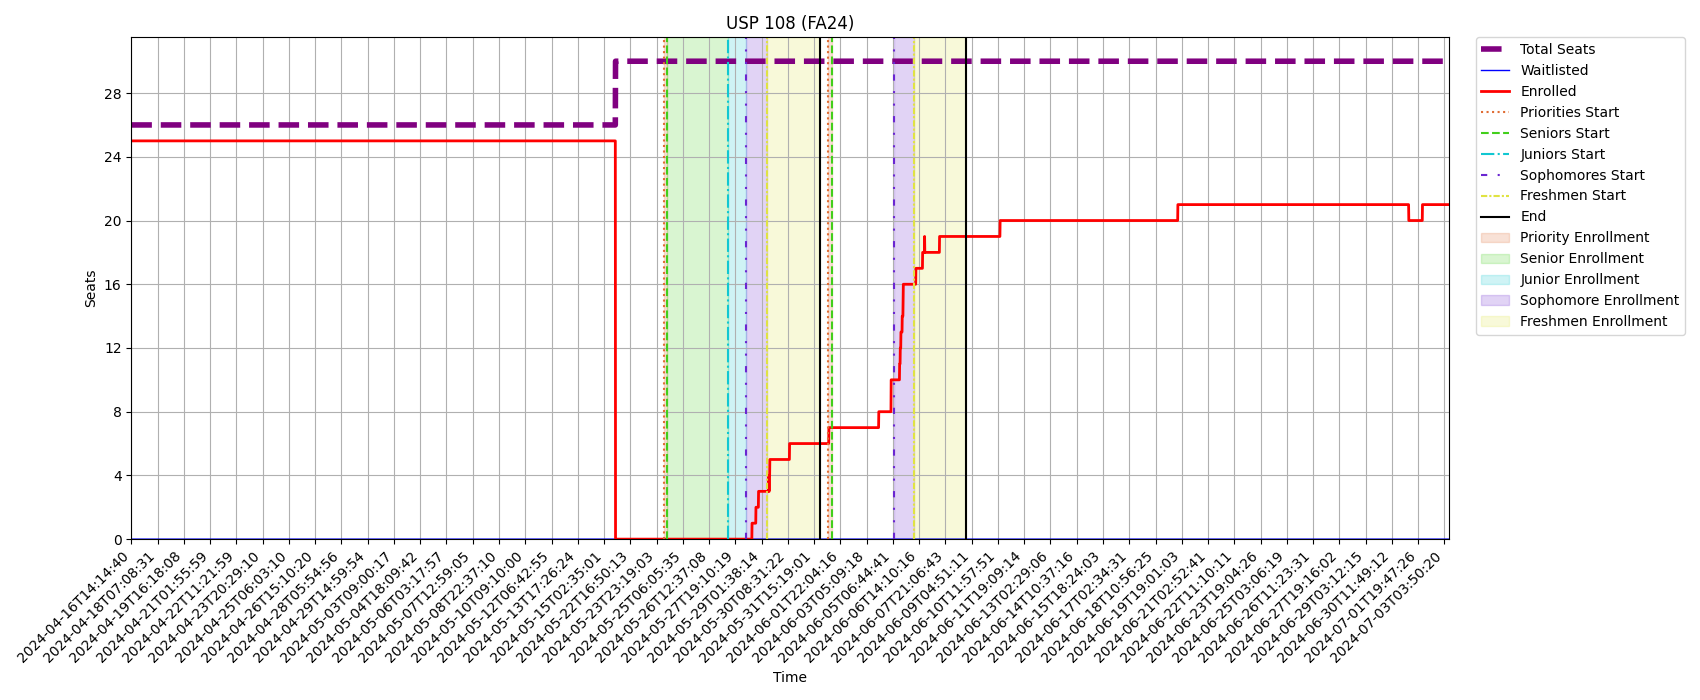 USP 108 (FA24)
Total Seats
Waitlisted
Enrolled
Priorities Start
Seniors Start
Juniors Start
Sophomores Start
Freshmen Start
End
Priority Enrollment
Senior Enrollment
Junior Enrollment
Sophomore Enrollment
Freshmen Enrollment
Seats
28
24
20
16
12
8
4
0
2024-04-16T14:14:40
2024-04-18T07:08:31
2024-04-19T16:18:08
2024-04-21T01:55:59
2024-04-22T11:21:59
2024-04-23T20:29:10
2024-04-25T06:03:10
2024-04-26T15:10:20
2024-04-28T05:54:56
2024-04-29T14:59:54
2024-05-03T09:00:17
2024-05-04T18:09:42
2024-05-06T03:17:57
2024-05-07T12:59:05
2024-05-08T22:37:10
2024-05-10T09:10:00
2024-05-12T06:42:55
2024-05-13T17:26:24
2024-05-15T02:35:01
2024-05-22T16:50:13
2024-05-23T23:19:03
2024-05-25T06:05:35
2024-05-26T12:37:08
2024-05-27T19:10:19
2024-05-29T01:38:14
2024-05-30T08:31:22
2024-05-31T15:19:01
2024-06-01T22:04:16
2024-06-03T05:09:18
2024-06-05T06:44:41
2024-06-06T14:10:16
2024-06-07T21:06:43
2024-06-09T04:51:11
2024-06-10T11:57:51
2024-06-11T19:09:14
2024-06-13T02:29:06
2024-06-14T10:37:16
2024-06-15T18:24:03
2024-06-17T02:34:31
2024-06-18T10:56:25
2024-06-19T19:01:03
2024-06-21T02:52:41
2024-06-22T11:10:11
2024-06-23T19:04:26
2024-06-25T03:06:19
2024-06-26T11:23:31
2024-06-27T19:16:02
2024-06-29T03:12:15
2024-06-30T11:49:12
2024-07-01T19:47:26
2024-07-03T03:50:20
Time